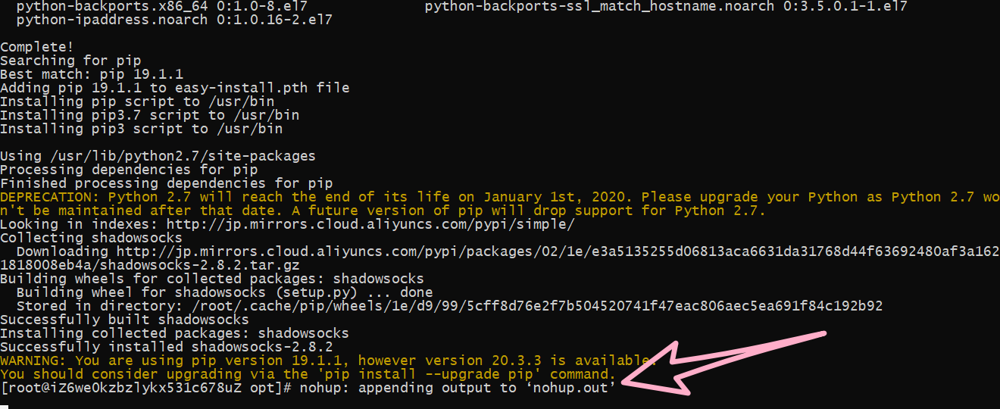 python-backports.x86_64 0:1.0-8.el7 python-backports-ssl_match_hostname.noarch 0:3.5.0.1-1.el7
python-ipaddress.noarch 0:1.0.16-2.el7
Complete!
Searching for pip
Best match: pip 19.1.1
Adding pip 19.1.1 to easy-install.pth file
Installing pip script to /usr/bin
Installing pip3.7 script to /usr/bin
Installing pip3 script to /usr/bin
Using /usr/lib/python2.7/site-packages
Processing dependencies for pip
Finished processing dependencies for pip
DEPRECATION: Python 2.7 will reach the end of its life on January 1st, 2020. Please upgrade your Python as Python 2.7 wo
n't be maintained after that date. A future version of pip will drop support for Python 2.7.
Looking in indexes: http://jp.mirrors.cloud.aliyuncs.com/pypi/simple/
Collecting shadowsocks
Downloading http://jp.mirrors.cloud.aliyuncs.com/pypi/packages/02/1e/e3a5135255d06813aca6631da31768d44f63692480af3a162
1818008eb4a/shadowsocks-2.8.2.tar.gz
Building wheels for collected packages: shadowsocks
Building wheel for shadowsocks (setup.py) ... done
Stored in directory: /root/.cache/pip/wheels/1e/d9/99/5cff8d76e2f7b504520741f47eac806aec5ea691f84c192b92
Successfully built shadowsocks
Installing collected packages: shadowsocks
Successfully installed shadowsocks-2.8.2
WARNING: You are using pip version 19.1.1, however version 20.3.3 is available.
You should consider upgrading via the 'pip install --upgrade pip' command.
[root@iZ6we0kzbzlykx531c678uZ opt]# nohup: appending output to ‘nohup.out’